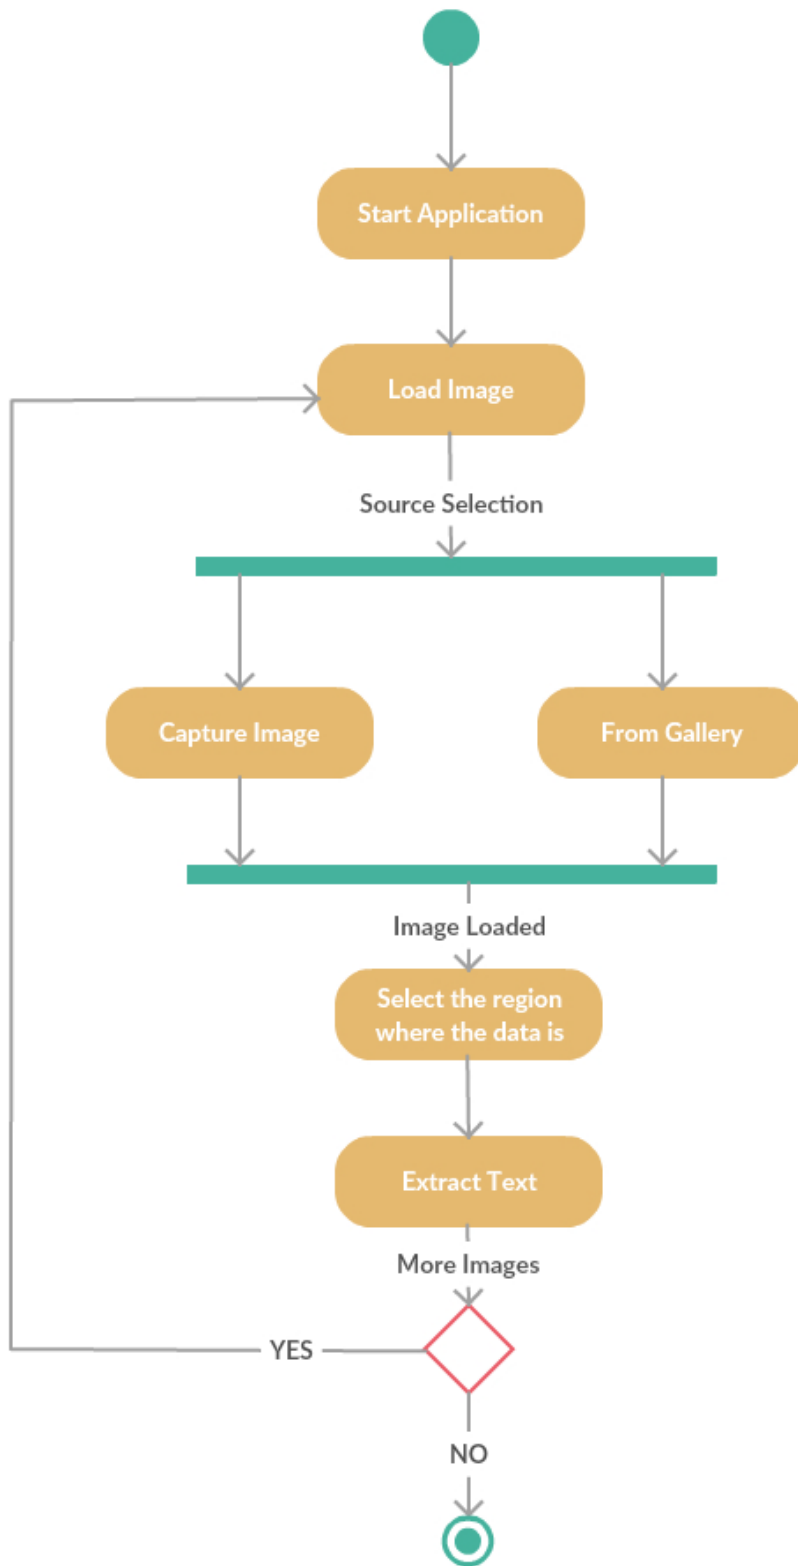 Start Application
Load Image
Source Selection
Capture Image
From Gallery
Image Loaded
Select the region
where the data is
Extract Text
More Images
YES
NO